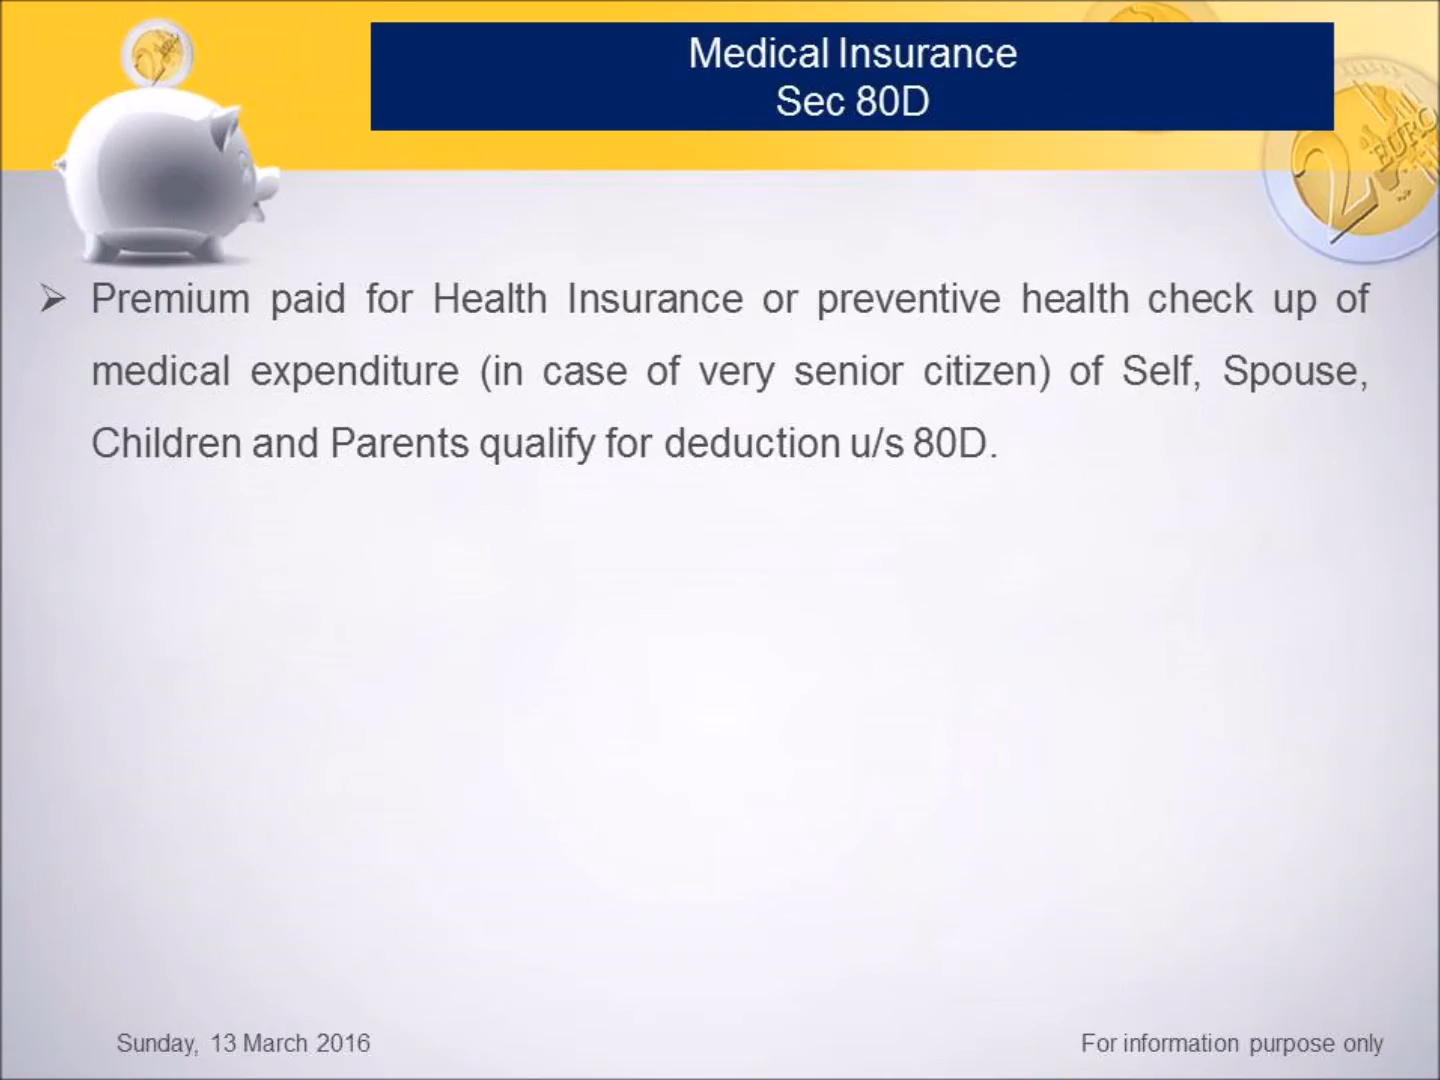 Medical Insurance
Sec 80D
2 EURO
➢ Premium paid for Health Insurance or preventive health check up of
medical expenditure (in case of very senior citizen) of Self, Spouse,
Children and Parents qualify for deduction u/s 80D.
Sunday, 13 March 2016
For information purpose only